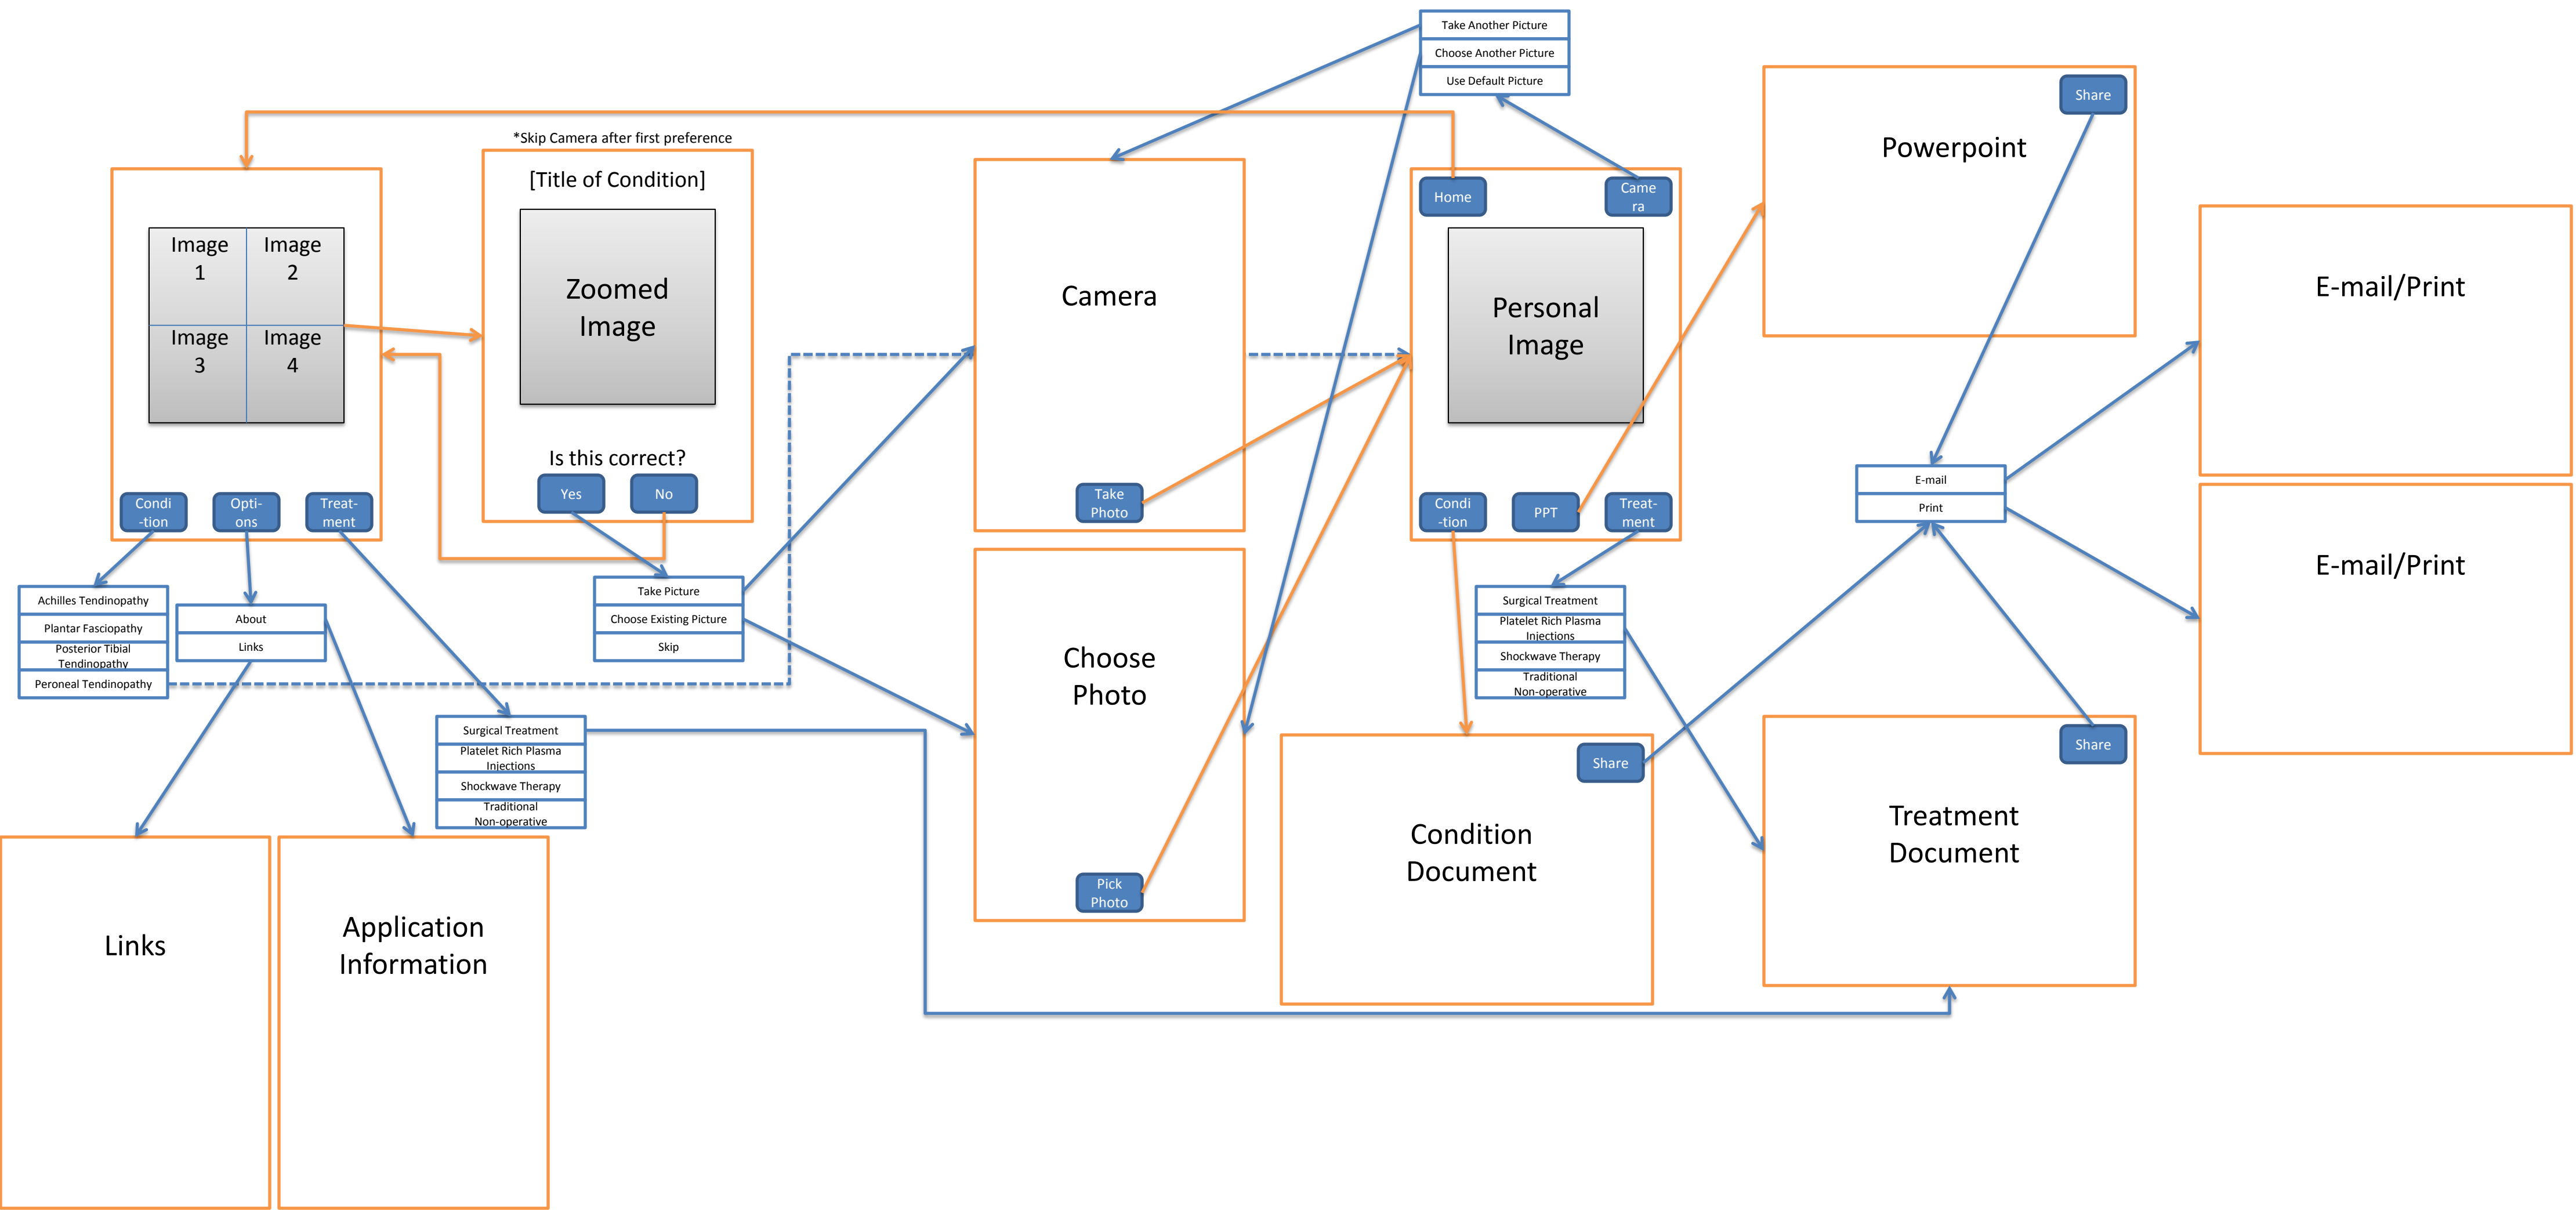 Take Another Picture
Choose Another Picture
Use Default Picture
*Skip Camera after first preference
Image
1
Image
2
Image
3
Image
4
Condi
-tion
Opti-
ons
Treat-
ment
[Title of Condition]
Zoomed
Image
Is this correct?
Yes
No
Camera
Take
Photo
Home
Came
ra
Personal
Image
Condi
-tion
PPT
Treat-
ment
Share
Powerpoint
E-mail/Print
E-mail
Print
E-mail/Print
Achilles Tendinopathy
Plantar Fasciopathy
Posterior Tibial
Tendinopathy
Peroneal Tendinopathy
About
Links
Take Picture
Choose Existing Picture
Skip
Surgical Treatment
Platelet Rich Plasma
Injections
Shockwave Therapy
Traditional
Non-operative
Choose
Photo
Pick
Photo
Surgical Treatment
Platelet Rich Plasma
Injections
Shockwave Therapy
Traditional
Non-operative
Share
Condition
Document
Share
Treatment
Document
Links
Application
Information